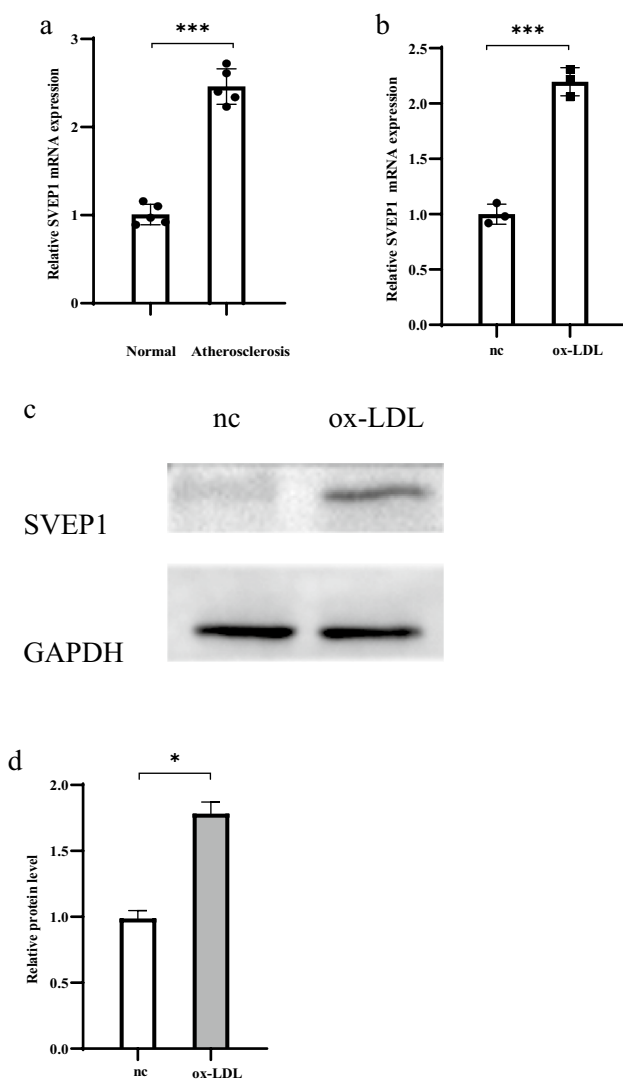 a
***
Relative SVEP1 mRNA expression
3
2
1
0
Normal Atherosclerosis
b
***
Relative SVEP1 mRNA expression
2.5
2.0
1.5
1.0
0.5
0.0
nc ox-LDL
c
nc ox-LDL
SVEP1
GAPDH
d
*
Relative protein level
2.0
1.5
1.0
0.5
0.0
nc ox-LDL